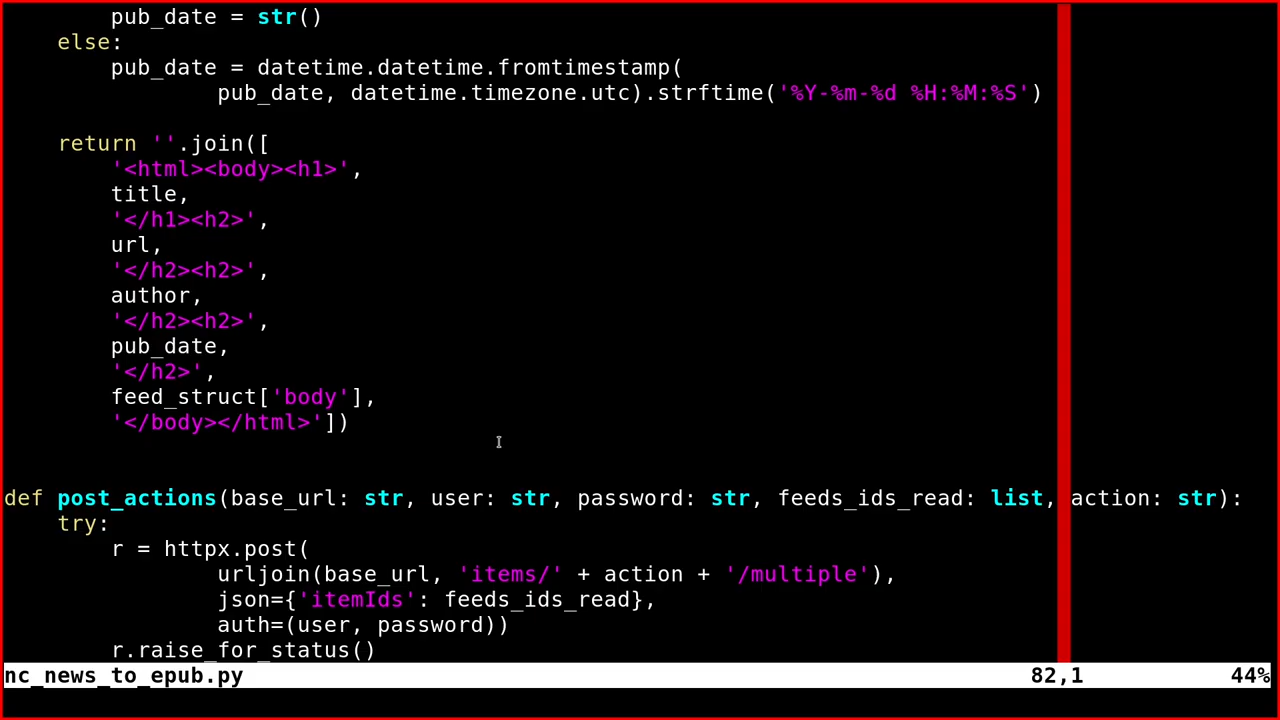 pub_date = str()
    else:
        pub_date = datetime.datetime.fromtimestamp(
                pub_date, datetime.timezone.utc).strftime('%Y-%m-%d %H:%M:%S')

    return ''.join([
        '<html><body><h1>',
        title,
        '</h1><h2>',
        url,
        '</h2><h2>',
        author,
        '</h2><h2>',
        pub_date,
        '</h2>',
        feed_struct['body'],
        '</body></html>'])


def post_actions(base_url: str, user: str, password: str, feeds_ids_read: list, action: str):
    try:
        r = httpx.post(
                urljoin(base_url, 'items/' + action + '/multiple'),
                json={'itemIds': feeds_ids_read},
                auth=(user, password))
        r.raise_for_status()
nc_news_to_epub.py 82,1 44%